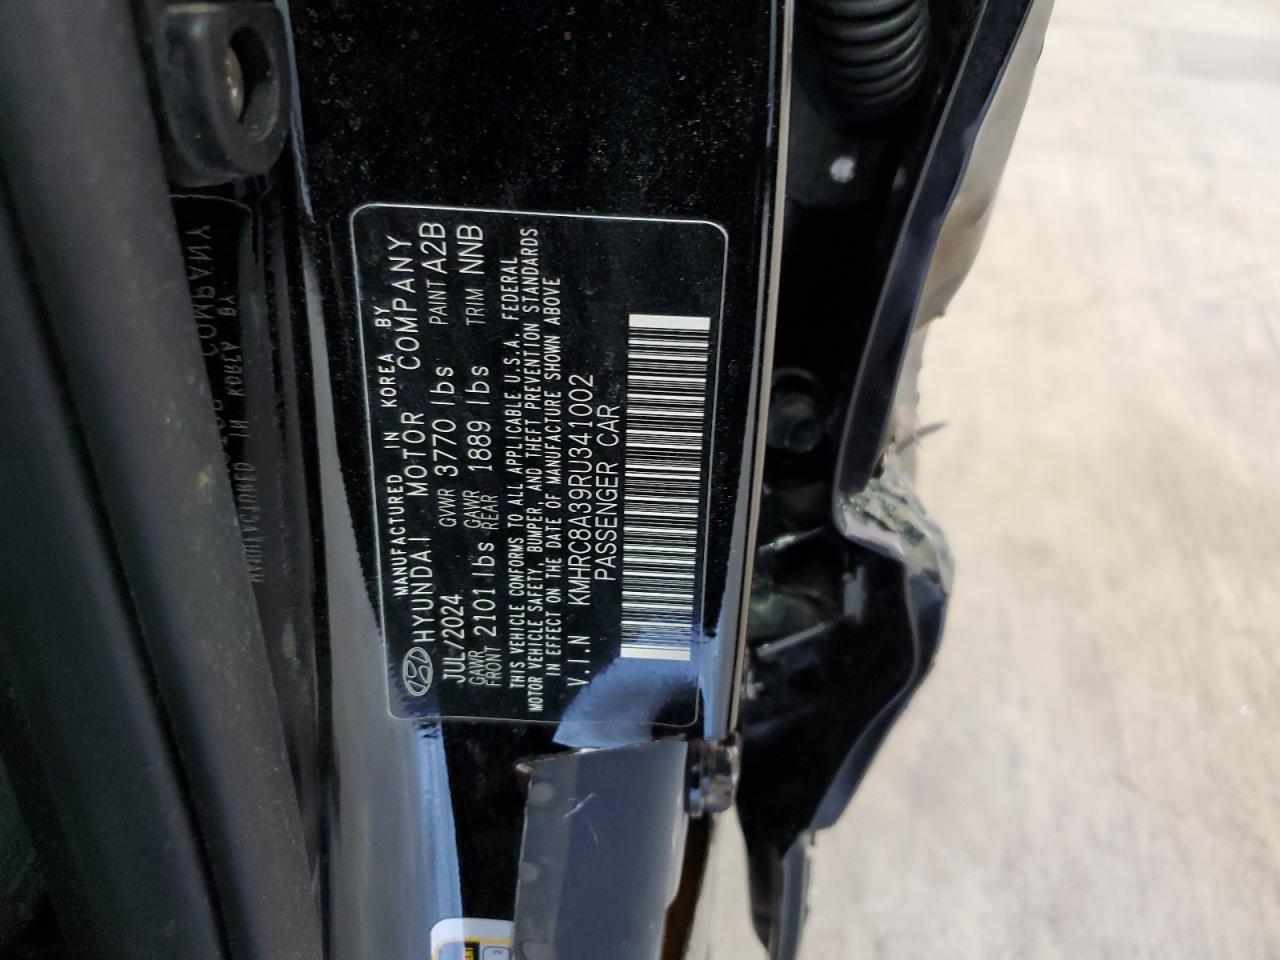 MANUFACTURED IN KOREA BY
HYUNDAI MOTOR COMPANY
JUL/2024 GVWR 3770 lbs PAINT A2B
GAWR FRONT 2101 lbs GAWR REAR 1889 lbs TRIM NNB
THIS VEHICLE CONFORMS TO ALL APPLICABLE U.S.A. FEDERAL
MOTOR VEHICLE SAFETY, BUMPER, AND THEFT PREVENTION STANDARDS
IN EFFECT ON THE DATE OF MANUFACTURE SHOWN ABOVE
V.I.N KMHRC8A39RU341002
PASSENGER CAR